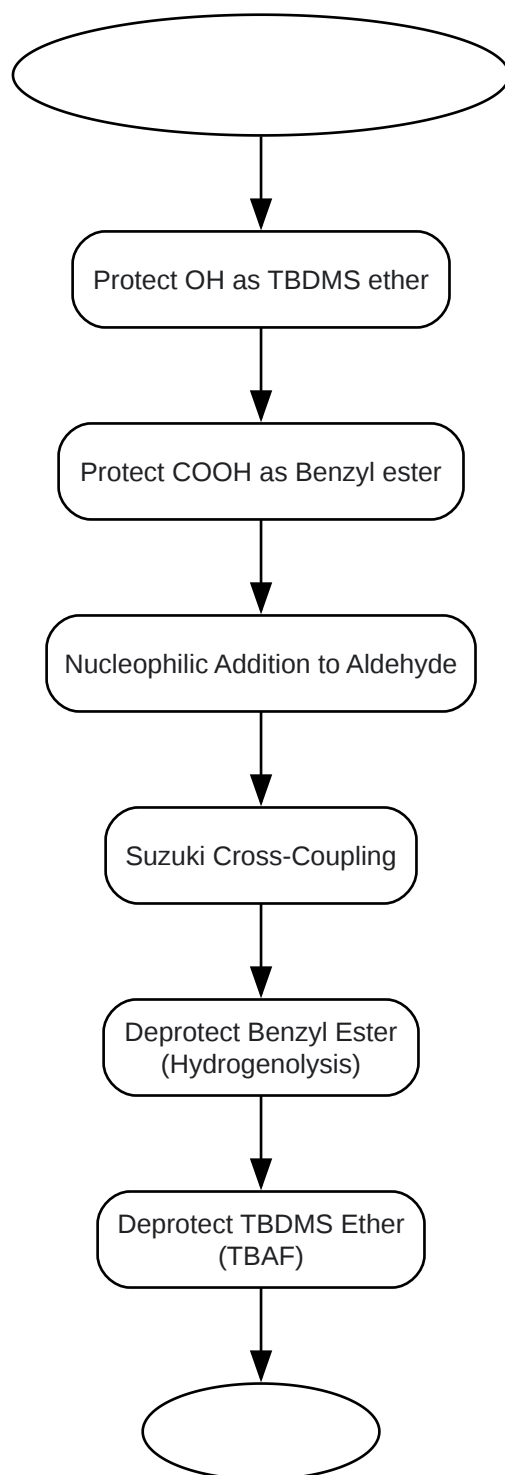 Protect OH as TBDMS ether
Protect COOH as Benzyl ester
Nucleophilic Addition to Aldehyde
Suzuki Cross-Coupling
Deprotect Benzyl Ester
(Hydrogenolysis)
Deprotect TBDMS Ether
(TBAF)